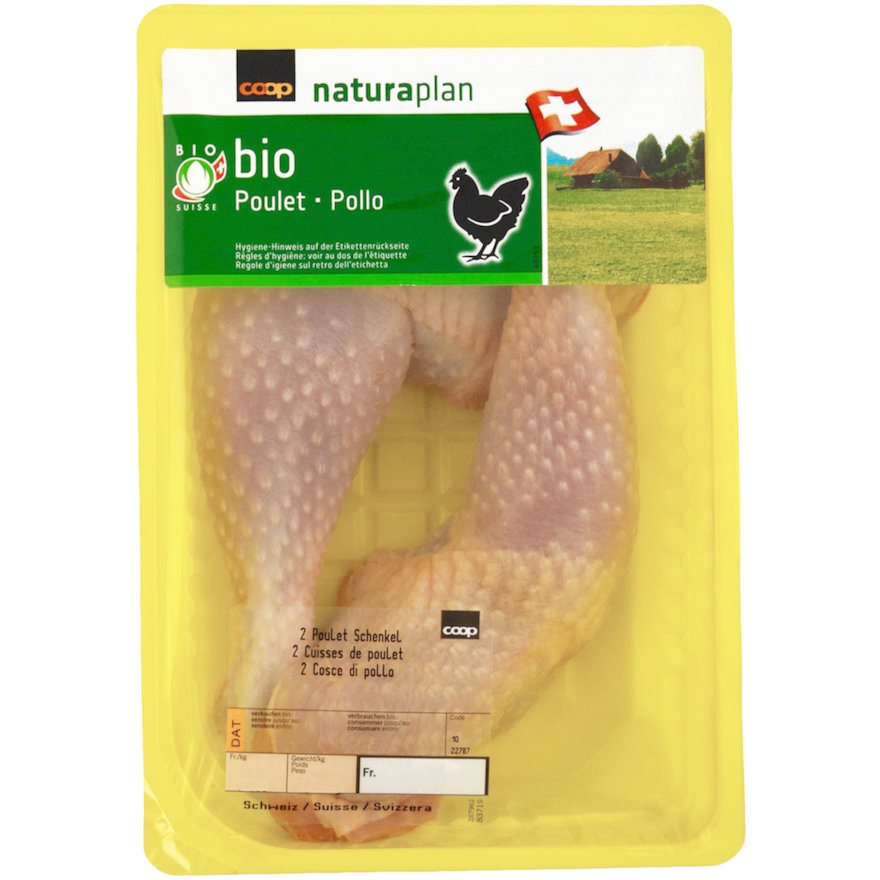 coop naturaplan
BIO
SUISSE
bio
Poulet · Pollo
Hygiene-Hinweis auf der Etikettenrückseite
Règles d'hygiène: voir au dos de l'étiquette
Regole d'igiene sul retro dell'etichetta
coop
2 Poulet Schenkel
2 Cuisses de poulet
2 Cosce di pollo
DAT
verkaufen bis:
vendre jusqu'au:
vendere entro:
verbrauchen bis:
consommer jusqu'au:
consumare entro:
Code
10
22787
Fr./kg
Gewicht/kg
Poids
Peso
Fr.
Schweiz / Suisse / Svizzera
83719